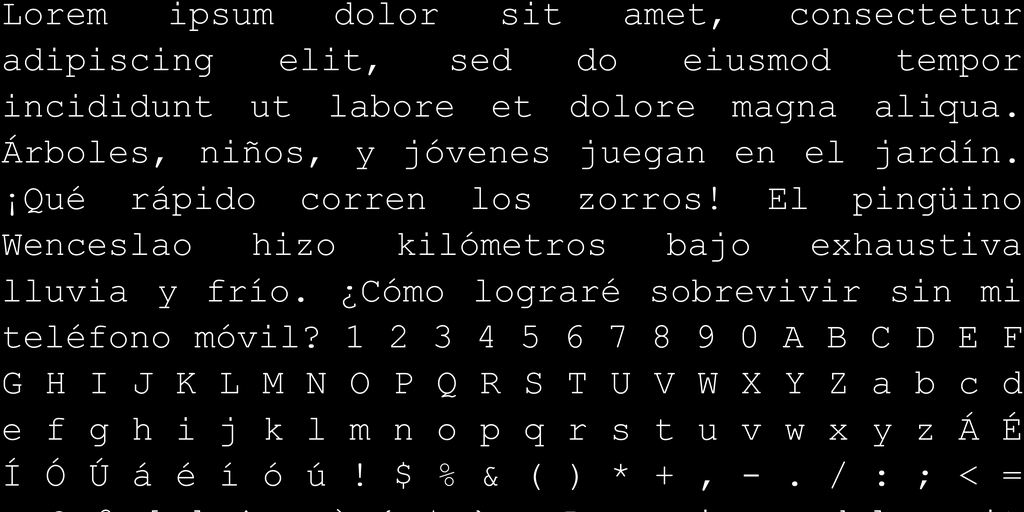 Lorem ipsum dolor sit amet, consectetur
adipiscing elit, sed do eiusmod tempor
incididunt ut labore et dolore magna aliqua.
Árboles, niños, y jóvenes juegan en el jardín.
¡Qué rápido corren los zorros! El pingüino
Wenceslao hizo kilómetros bajo exhaustiva
lluvia y frío. ¿Cómo lograré sobrevivir sin mi
teléfono móvil? 1 2 3 4 5 6 7 8 9 0 A B C D E F
G H I J K L M N O P Q R S T U V W X Y Z a b c d
e f g h i j k l m n o p q r s t u v w x y z Á É
Í Ó Ú á é í ó ú ! $ % & ( ) * + , - . / : ; < =